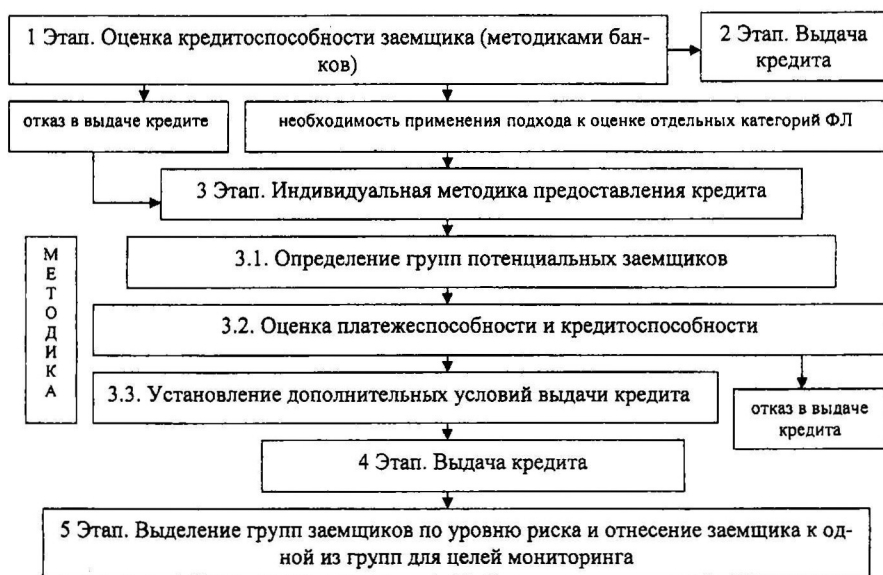 1 Этап. Оценка кредитоспособности заемщика (методиками бан-
ков)
2 Этап. Выдача
кредита
отказ в выдаче кредите
необходимость применения подхода к оценке отдельных категорий ФЛ
3 Этап. Индивидуальная методика предоставления кредита
МЕТОДИКА
3.1. Определение групп потенциальных заемщиков
3.2. Оценка платежеспособности и кредитоспособности
3.3. Установление дополнительных условий выдачи кредита
отказ в выдаче
кредита
4 Этап. Выдача кредита
5 Этап. Выделение групп заемщиков по уровню риска и отнесение заемщика к од-
ной из групп для целей мониторинга